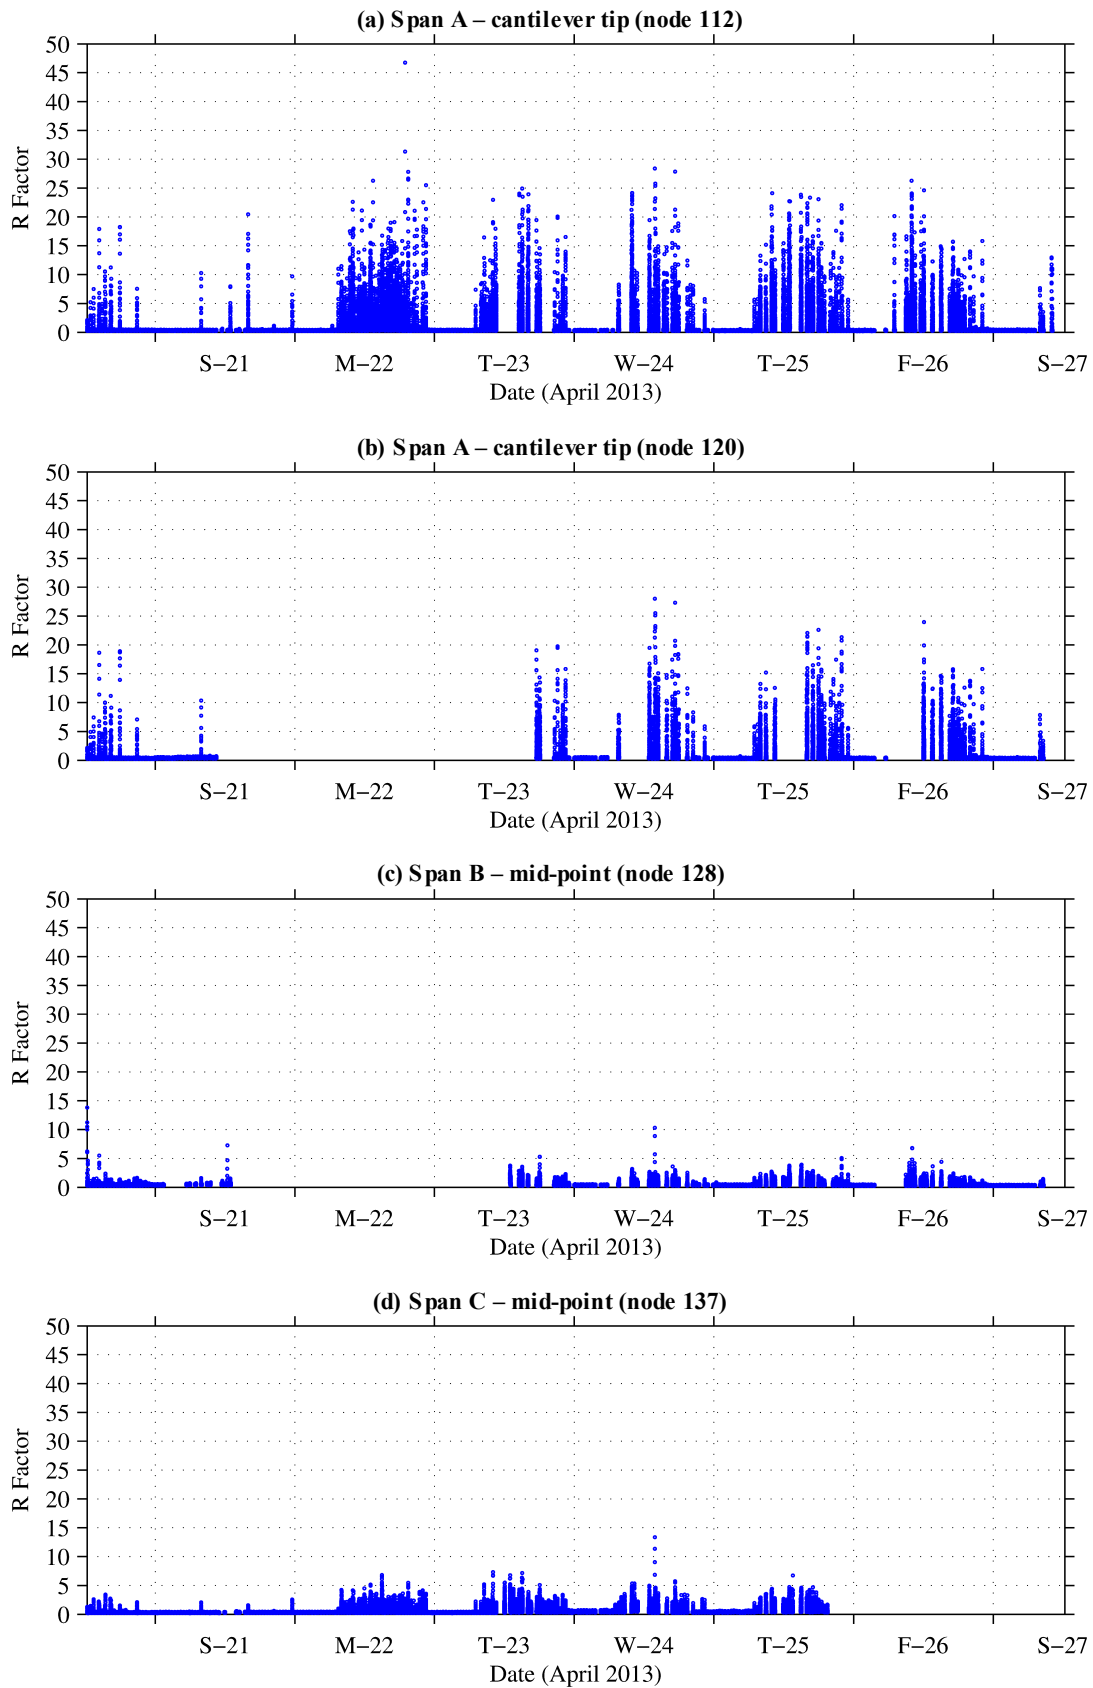 (a) Span A – cantilever tip (node 112)
50
45
40
35
30
25
20
15
10
5
0
R Factor
S−21 M−22 T−23 W−24 T−25 F−26 S−27
Date (April 2013)
(b) Span A – cantilever tip (node 120)
50
45
40
35
30
25
20
15
10
5
0
R Factor
S−21 M−22 T−23 W−24 T−25 F−26 S−27
Date (April 2013)
(c) Span B – mid-point (node 128)
50
45
40
35
30
25
20
15
10
5
0
R Factor
S−21 M−22 T−23 W−24 T−25 F−26 S−27
Date (April 2013)
(d) Span C – mid-point (node 137)
50
45
40
35
30
25
20
15
10
5
0
R Factor
S−21 M−22 T−23 W−24 T−25 F−26 S−27
Date (April 2013)